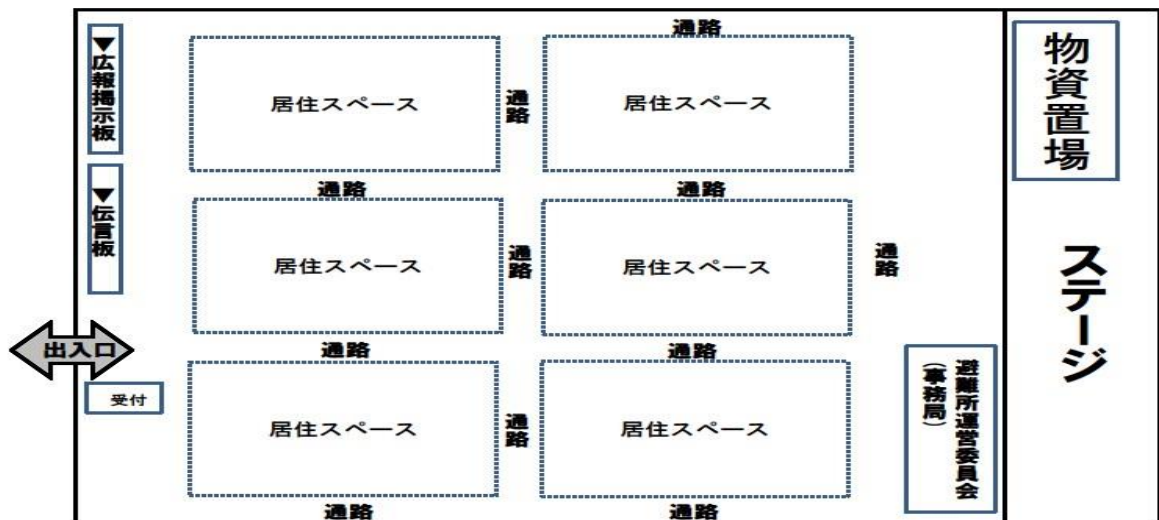 通路
▼広報掲示板
居住スペース
通路
居住スペース
物資置場
通路
通路
▼伝言板
居住スペース
通路
居住スペース
通路
ステージ
出入口
通路
通路
受付
居住スペース
通路
居住スペース
避難所運営委員会
(事務局)
通路
通路